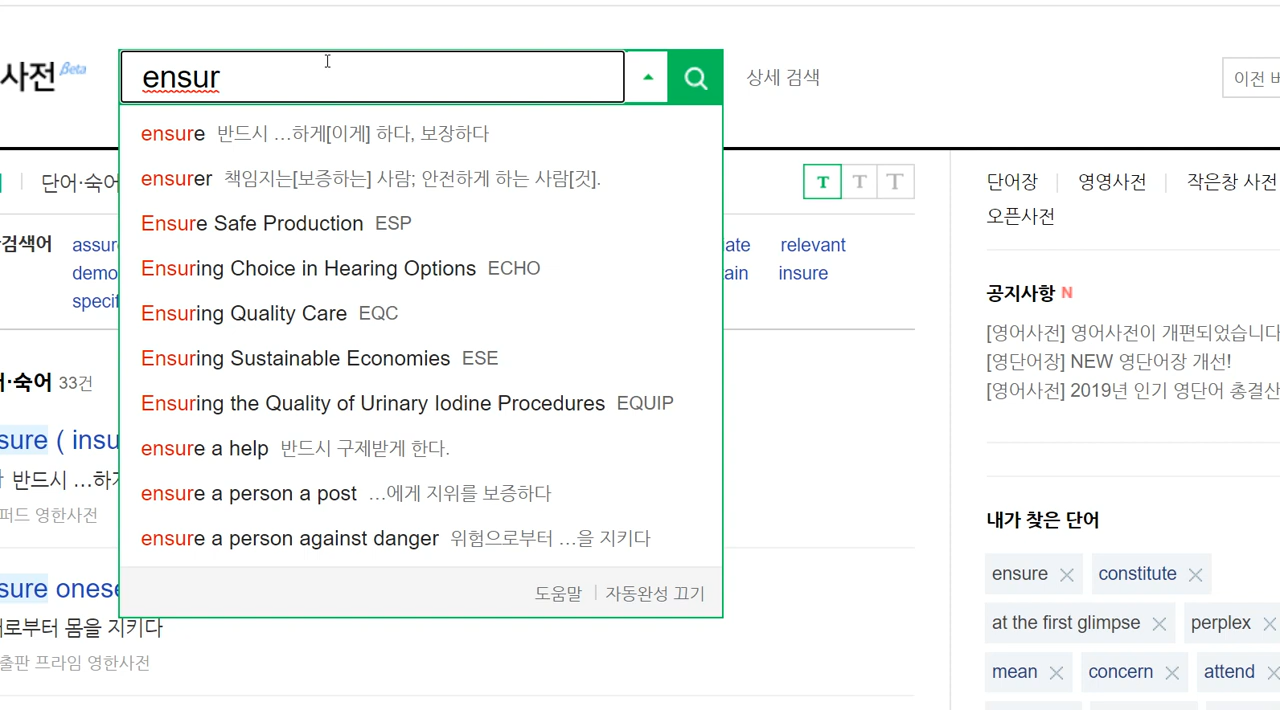 사전 Beta
ensur
상세 검색
이전 버
ensure 반드시 …하게[이게] 하다, 보장하다
ensurer 책임지는[보증하는] 사람; 안전하게 하는 사람[것].
Ensure Safe Production ESP
Ensuring Choice in Hearing Options ECHO
Ensuring Quality Care EQC
Ensuring Sustainable Economies ESE
Ensuring the Quality of Urinary Iodine Procedures EQUIP
ensure a help 반드시 구제받게 한다.
ensure a person a post …에게 지위를 보증하다
ensure a person against danger 위험으로부터 …을 지키다
도움말 자동완성 끄기
단어·숙어
T T T
검색어 assur ate relevant
demo ain insure
specif
·숙어 33건
sure ( insu
반드시 …하게
퍼드 영한사전
sure onese
로부터 몸을 지키다
출판 프라임 영한사전
단어장 영영사전 작은창 사전
오픈사전
공지사항 N
[영어사전] 영어사전이 개편되었습니다
[영단어장] NEW 영단어장 개선!
[영어사전] 2019년 인기 영단어 총결산
내가 찾은 단어
ensure constitute
at the first glimpse perplex
mean concern attend